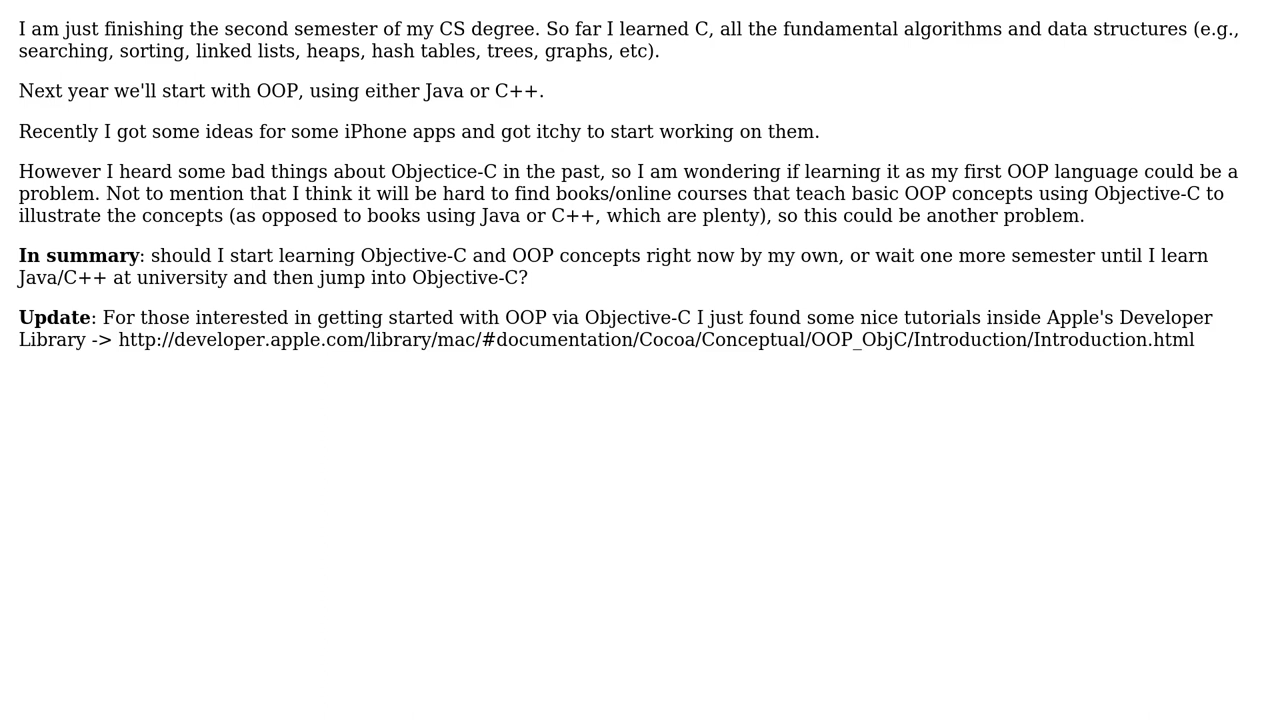 I am just finishing the second semester of my CS degree. So far I learned C, all the fundamental algorithms and data structures (e.g.,
searching, sorting, linked lists, heaps, hash tables, trees, graphs, etc).
Next year we'll start with OOP, using either Java or C++.
Recently I got some ideas for some iPhone apps and got itchy to start working on them.
However I heard some bad things about Objectice-C in the past, so I am wondering if learning it as my first OOP language could be a
problem. Not to mention that I think it will be hard to find books/online courses that teach basic OOP concepts using Objective-C to
illustrate the concepts (as opposed to books using Java or C++, which are plenty), so this could be another problem.
In summary: should I start learning Objective-C and OOP concepts right now by my own, or wait one more semester until I learn
Java/C++ at university and then jump into Objective-C?
Update: For those interested in getting started with OOP via Objective-C I just found some nice tutorials inside Apple's Developer
Library -> http://developer.apple.com/library/mac/#documentation/Cocoa/Conceptual/OOP_ObjC/Introduction/Introduction.html